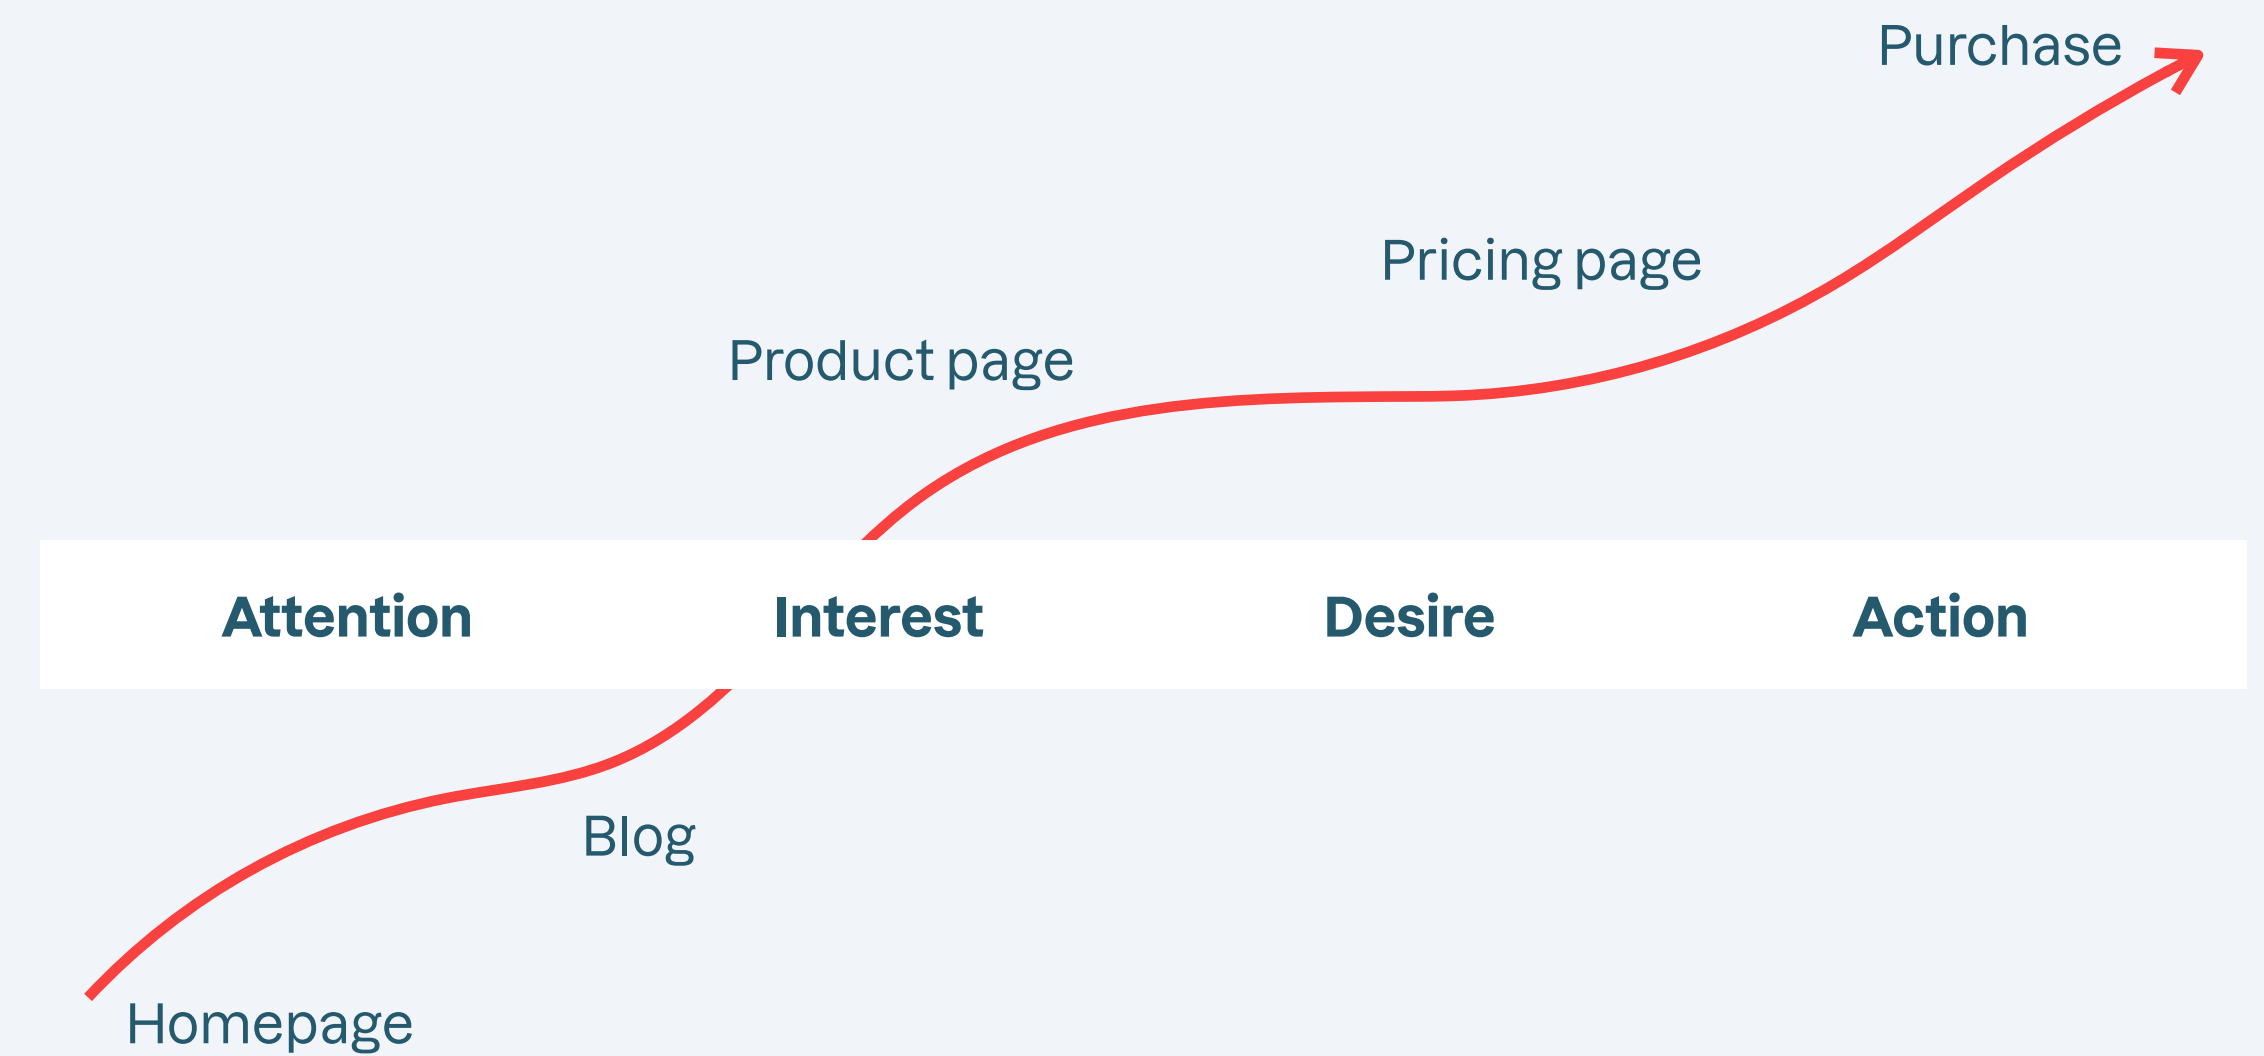 Purchase
Pricing page
Product page
Attention Interest Desire Action
Blog
Homepage